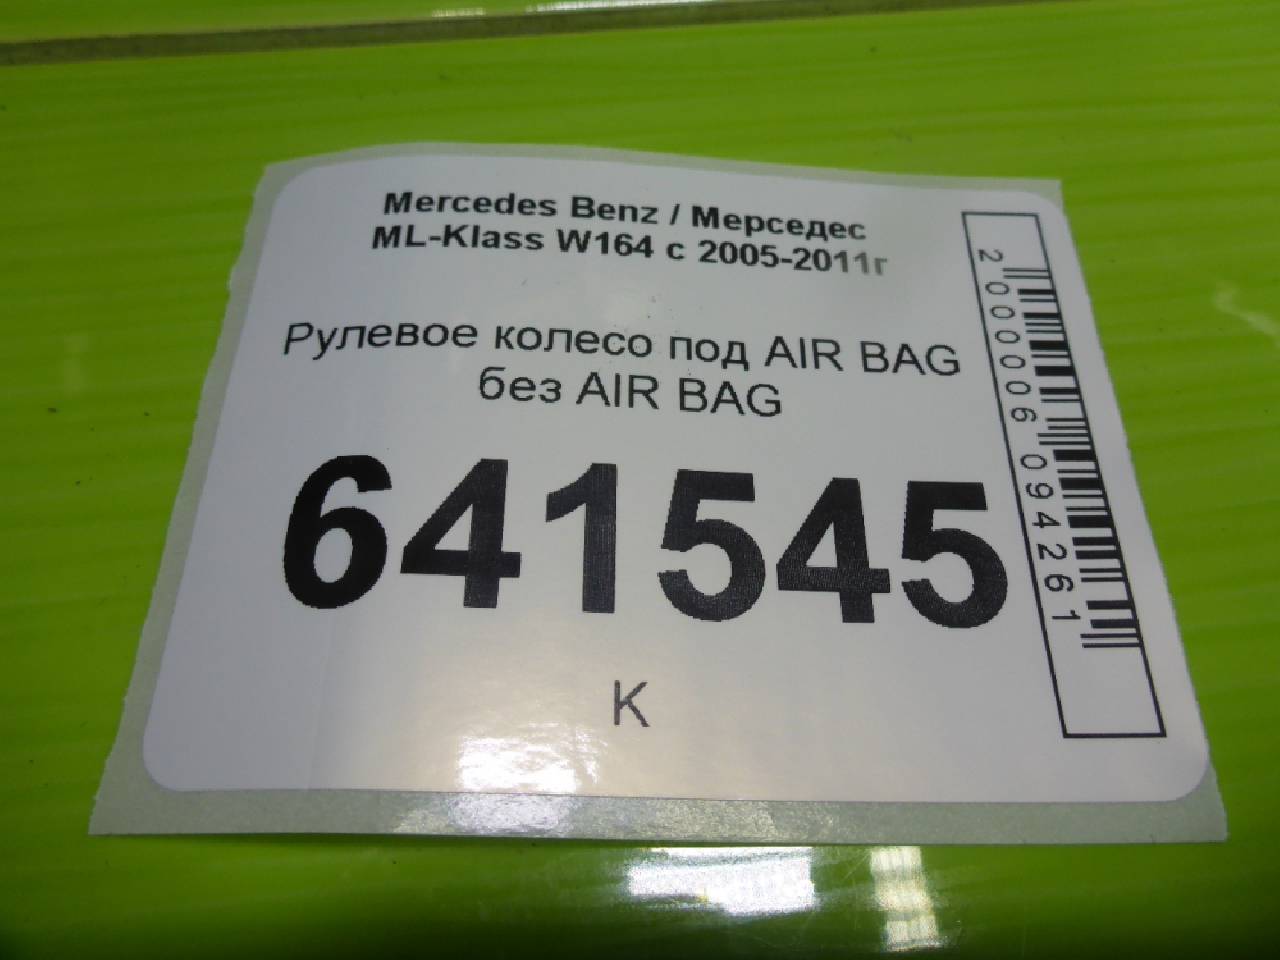 Mercedes Benz / Мерседес
ML-Klass W164 с 2005-2011г
Рулевое колесо под AIR BAG
без AIR BAG
641545
К
2000006094261